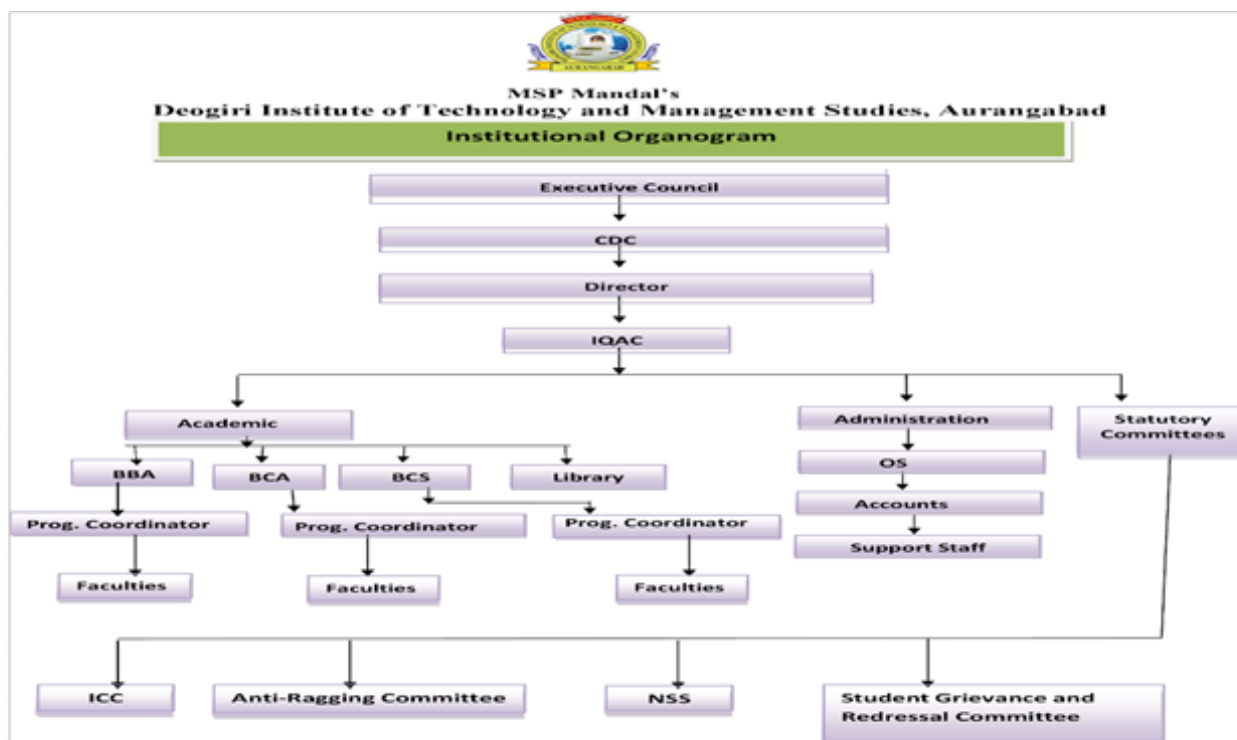 AURANGABAD
MSP Mandal's
Deogiri Institute of Technology and Management Studies, Aurangabad
Institutional Organogram
Executive Council
CDC
Director
IQAC
Academic
Administration
Statutory
Committees
BBA
BCA
BCS
Library
OS
Accounts
Prog. Coordinator
Prog. Coordinator
Prog. Coordinator
Support Staff
Faculties
Faculties
Faculties
ICC
Anti-Ragging Committee
NSS
Student Grievance and
Redressal Committee